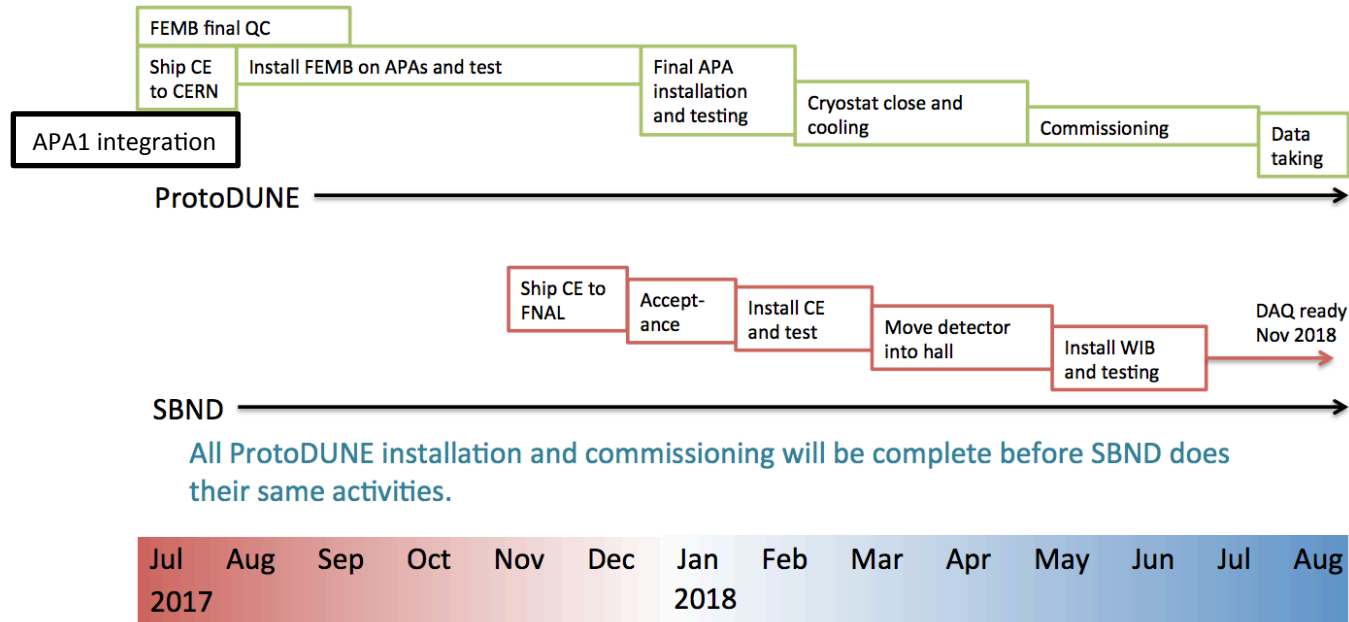 FEMB final QC
Ship CE
to CERN
Install FEMB on APAs and test
Final APA
installation
and testing
Cryostat close and
cooling
Commissioning
Data
taking
APA1 integration
ProtoDUNE
Ship CE to
FNAL
Accept-
ance
Install CE
and test
Move detector
into hall
Install WIB
and testing
DAQ ready
Nov 2018
SBND
All ProtoDUNE installation and commissioning will be complete before SBND does
their same activities.
Jul Aug Sep Oct Nov Dec Jan Feb Mar Apr May Jun Jul Aug
2017 2018